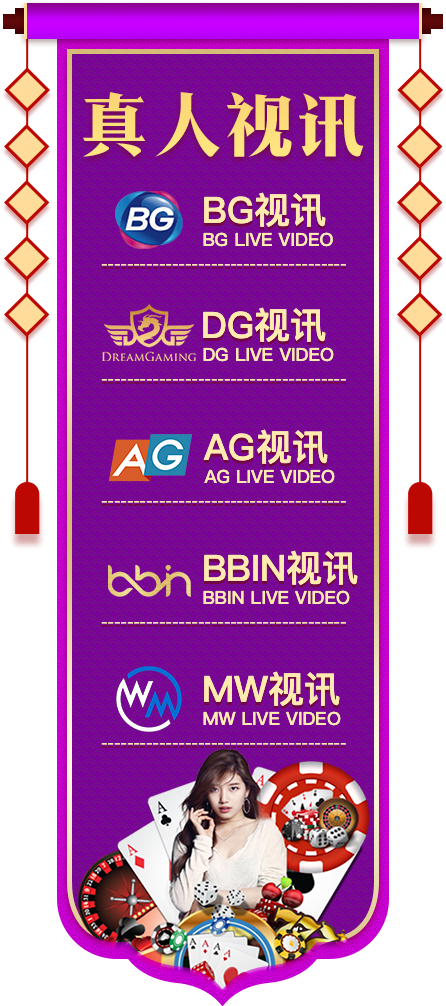 真人视讯
BG
BG视讯
BG LIVE VIDEO
DG
DREAMGAMING
DG视讯
DG LIVE VIDEO
AG
AG视讯
AG LIVE VIDEO
bbin
BBIN视讯
BBIN LIVE VIDEO
WM
MW视讯
MW LIVE VIDEO
A
A
A
A
A
A
A